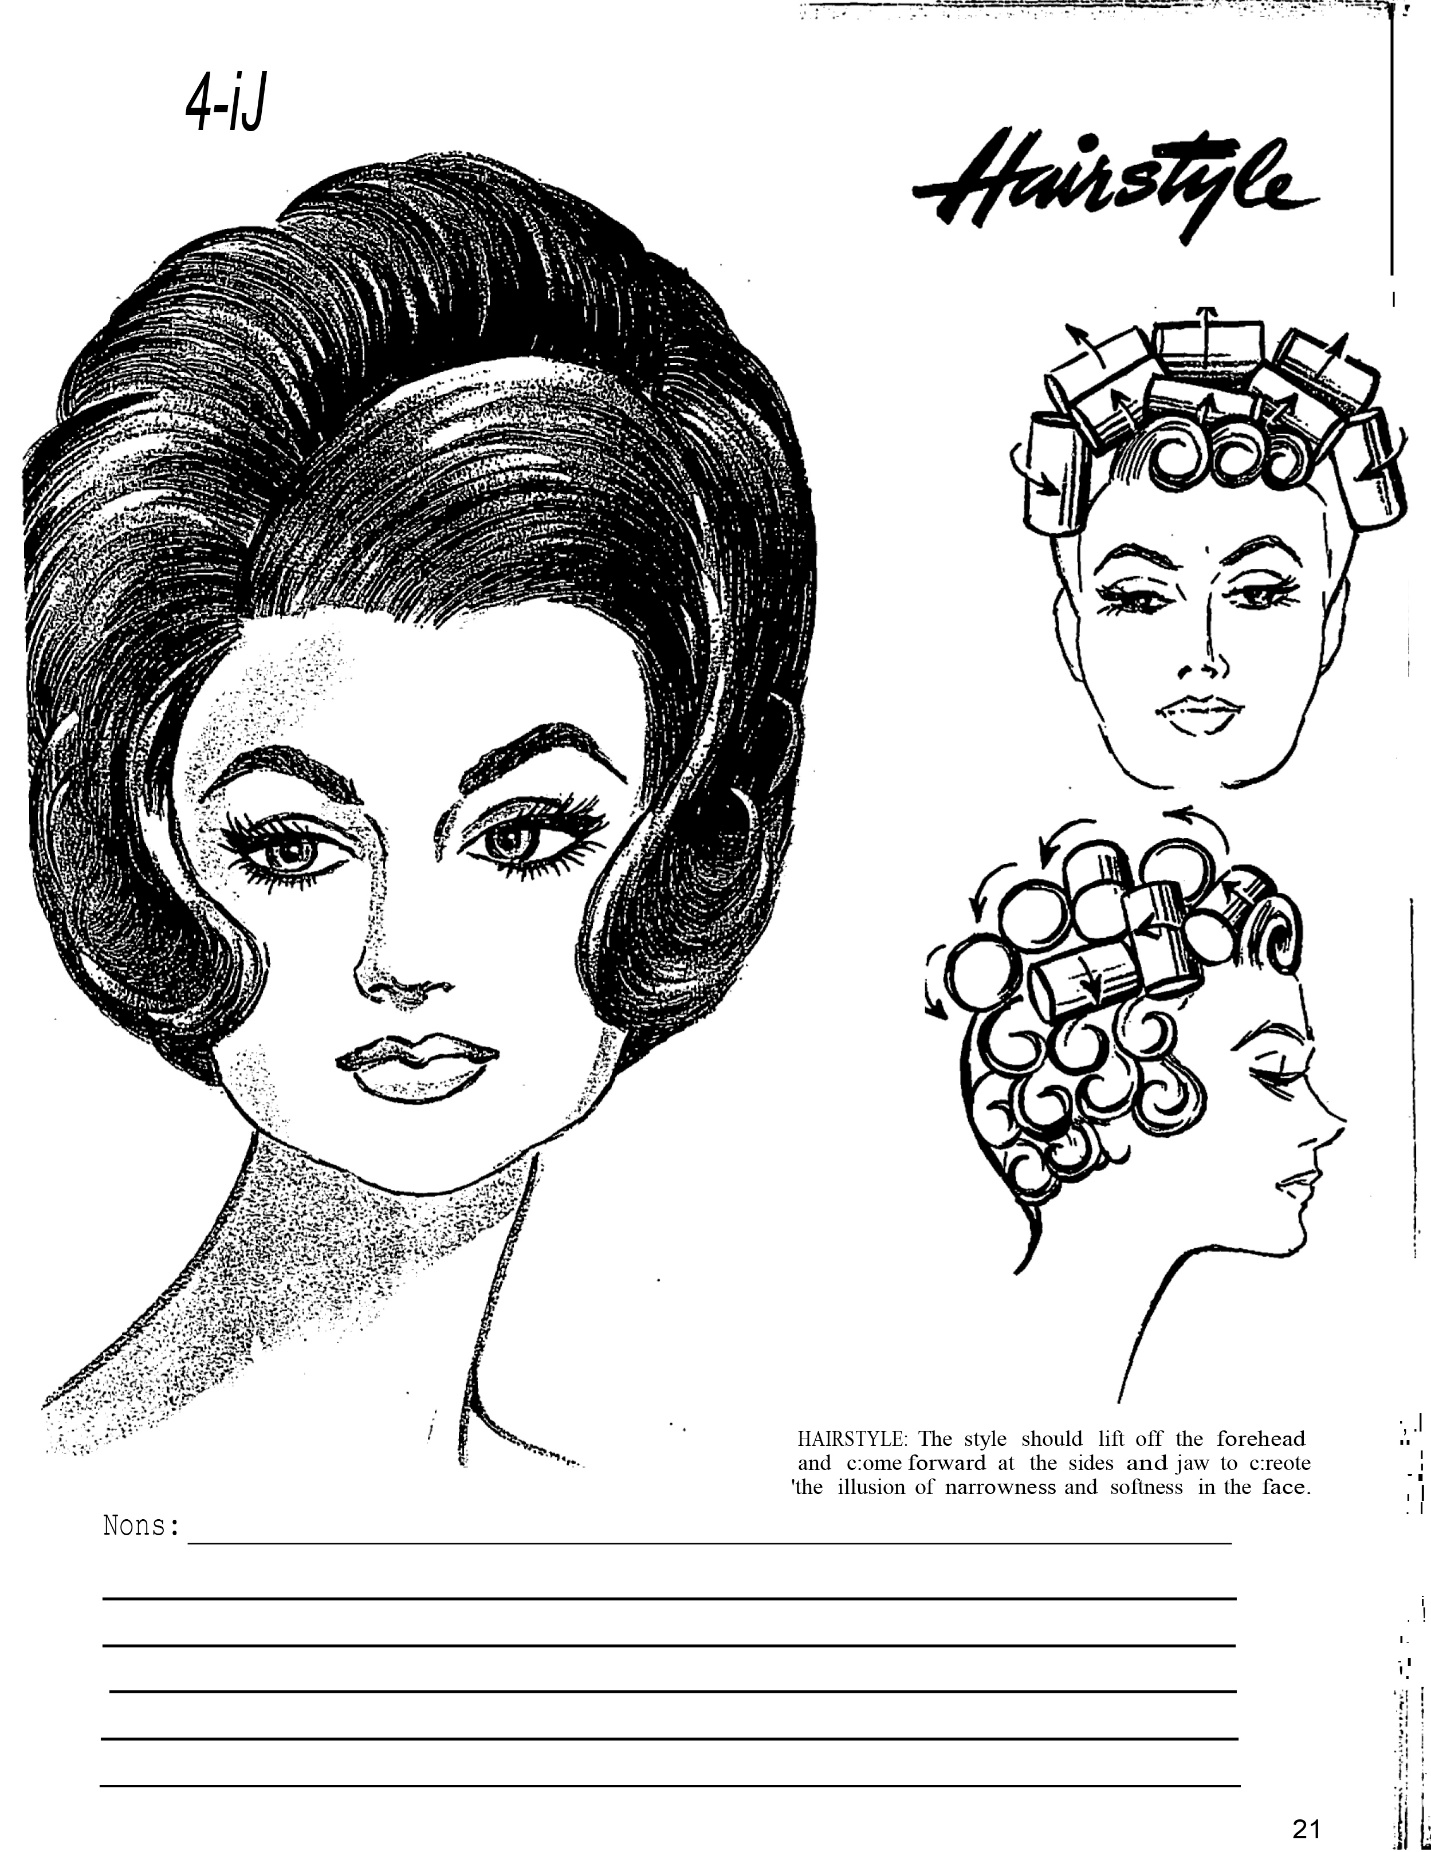 4-iJ
Hairstyle
HAIRSTYLE: The style should lift off the forehead
and c:ome forward at the sides and jaw to c:reote
'the illusion of narrowness and softness in the face.
Nons:
21